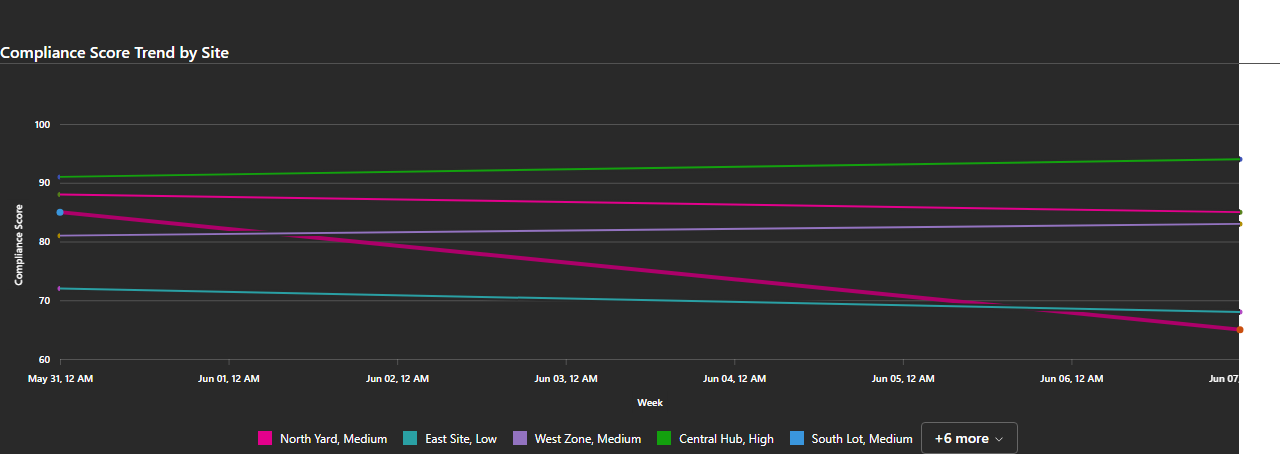 Compliance Score Trend by Site
100
90
80
70
60
Compliance Score
May 31, 12 AM Jun 01, 12 AM Jun 02, 12 AM Jun 03, 12 AM Jun 04, 12 AM Jun 05, 12 AM Jun 06, 12 AM Jun 07,
Week
North Yard, Medium East Site, Low West Zone, Medium Central Hub, High South Lot, Medium +6 more